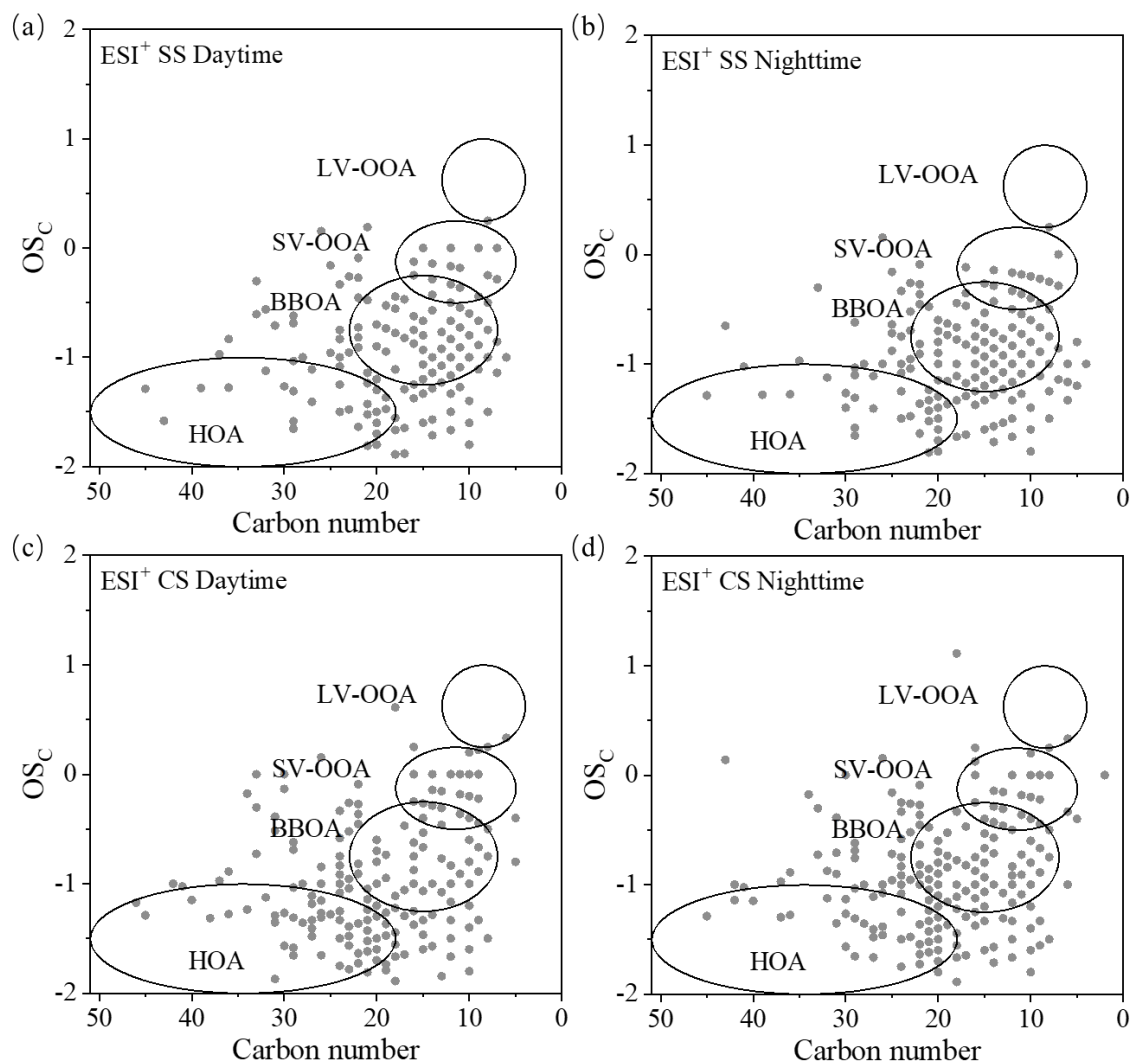 (a)
ESI⁺ SS Daytime
2
1
0
-1
-2
OS_C
LV-OOA
SV-OOA
BBOA
HOA
50 40 30 20 10 0
Carbon number
(b)
ESI⁺ SS Nighttime
2
1
0
-1
-2
OS_C
LV-OOA
SV-OOA
BBOA
HOA
50 40 30 20 10 0
Carbon number
(c)
ESI⁺ CS Daytime
2
1
0
-1
-2
OS_C
LV-OOA
SV-OOA
BBOA
HOA
50 40 30 20 10 0
Carbon number
(d)
ESI⁺ CS Nighttime
2
1
0
-1
-2
OS_C
LV-OOA
SV-OOA
BBOA
HOA
50 40 30 20 10 0
Carbon number